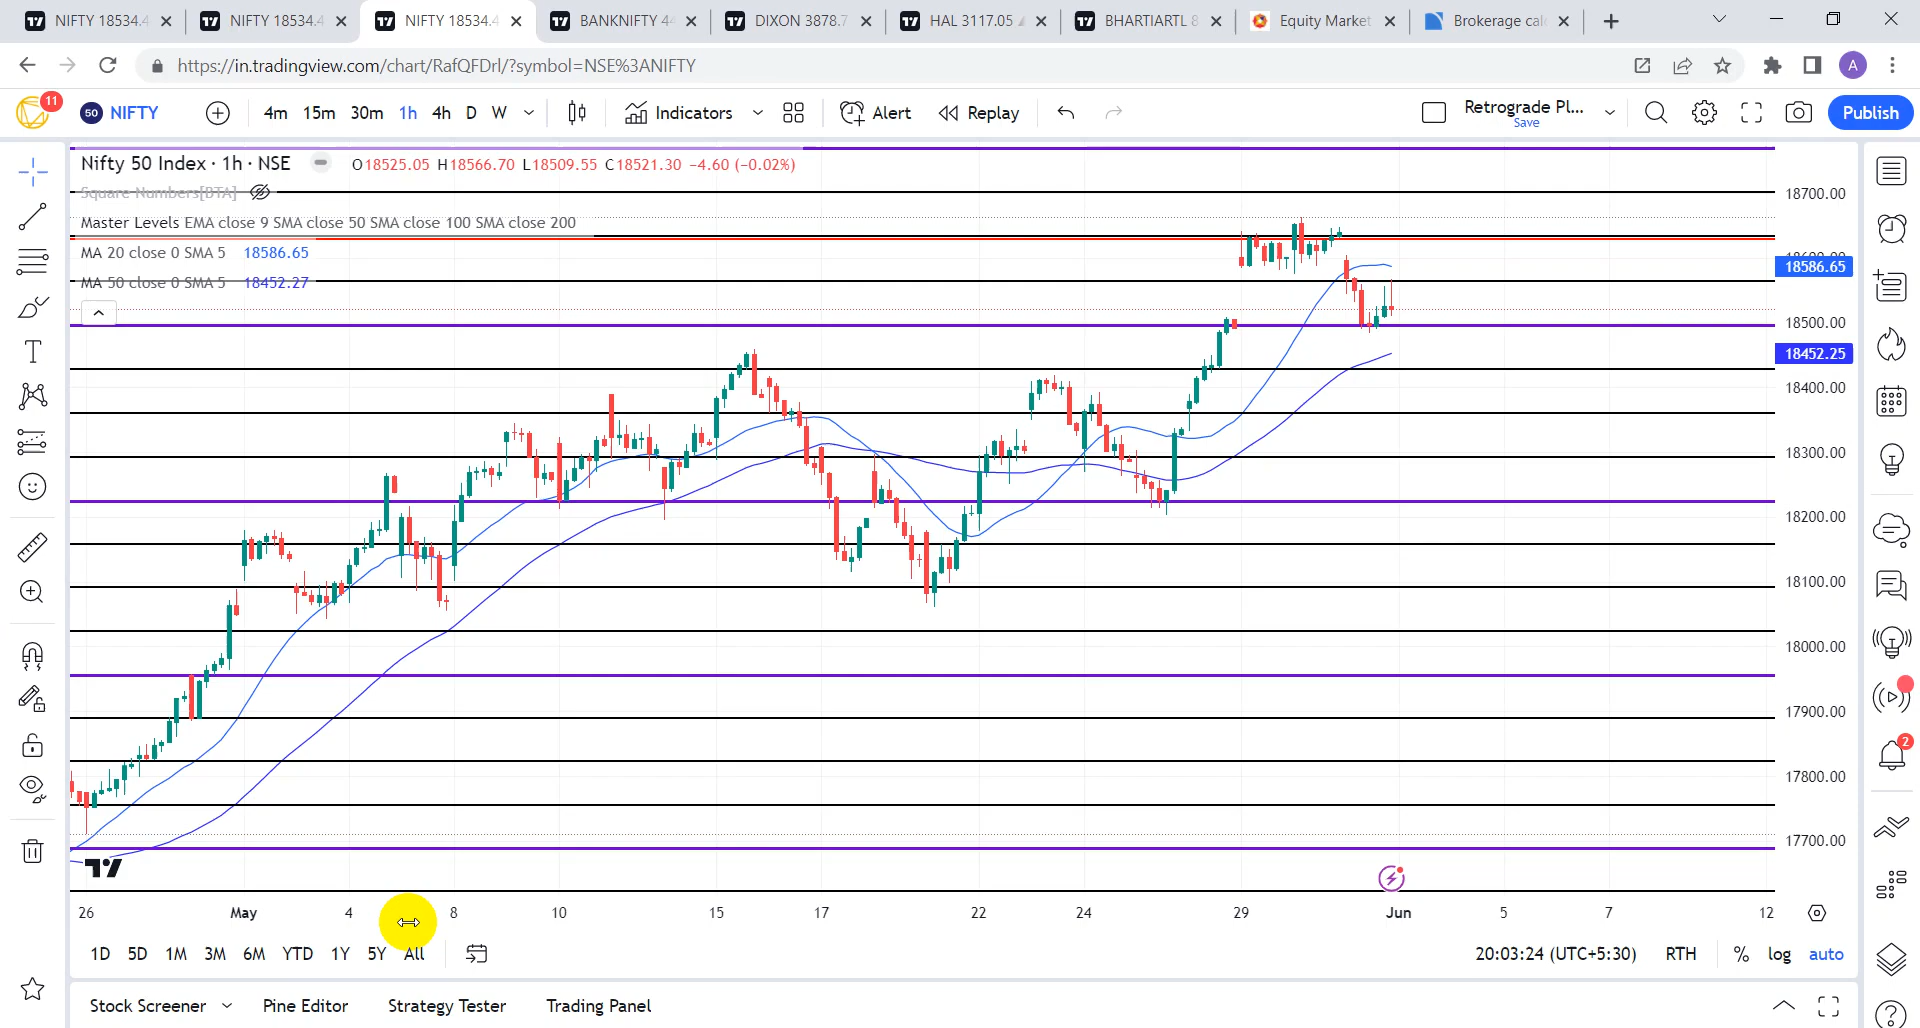 NIFTY 18534.4
NIFTY 18534.4
NIFTY 18534.4
BANKNIFTY 44
DIXON 3878.7
HAL 3117.05
BHARTIARTL 8
Equity Market
Brokerage cal
https://in.tradingview.com/chart/RafQFDrl/?symbol=NSE%3ANIFTY
A
11
50 NIFTY
4m 15m 30m 1h 4h D W
Indicators
Alert
Replay
Retrograde Pl...
Save
Publish
Nifty 50 Index · 1h · NSE
O18525.05 H18566.70 L18509.55 C18521.30 −4.60 (−0.02%)
Square Numbers[BTA]
Master Levels EMA close 9 SMA close 50 SMA close 100 SMA close 200
MA 20 close 0 SMA 5 18586.65
MA 50 close 0 SMA 5 18452.27
18700.00
18600.00
18586.65
18500.00
18452.25
18400.00
18300.00
18200.00
18100.00
18000.00
17900.00
17800.00
17700.00
2
26 May 4 8 10 15 17 22 24 29 Jun 5 7 12
1D 5D 1M 3M 6M YTD 1Y 5Y All
20:03:24 (UTC+5:30) RTH % log auto
Stock Screener Pine Editor Strategy Tester Trading Panel